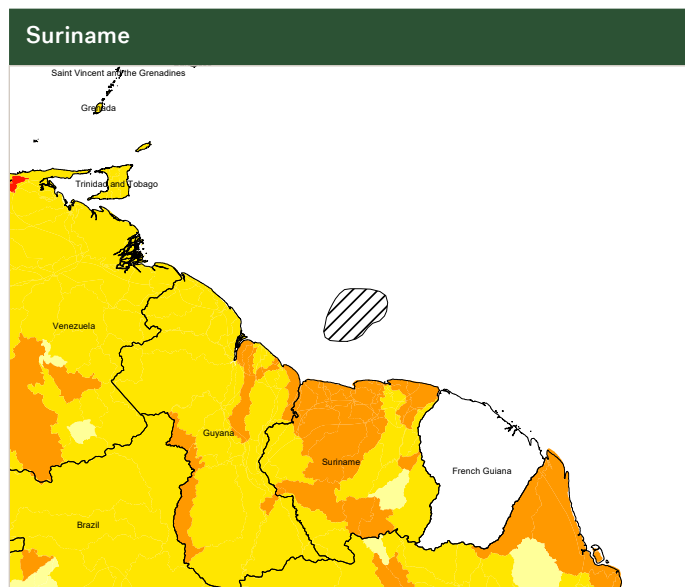 Suriname
Saint Vincent and the Grenadines
Grenada
Trinidad and Tobago
Venezuela
Guyana
Suriname
French Guiana
Brazil